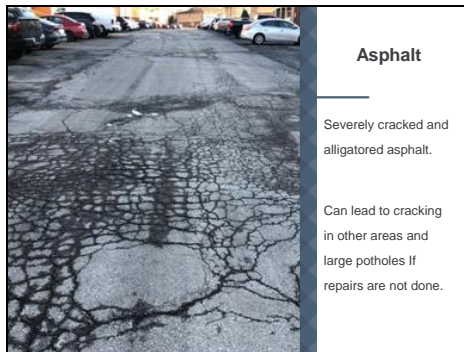 Asphalt
Severely cracked and
alligatored asphalt.
Can lead to cracking
in other areas and
large potholes If
repairs are not done.